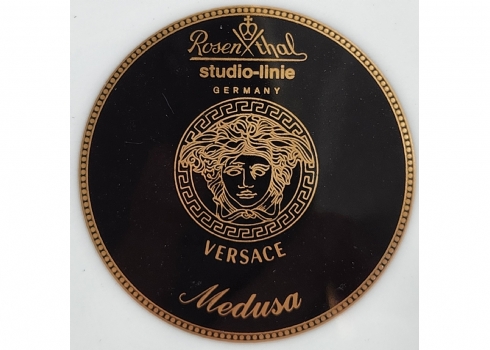 Rosenthal
studio-linie
GERMANY
VERSACE
Medusa